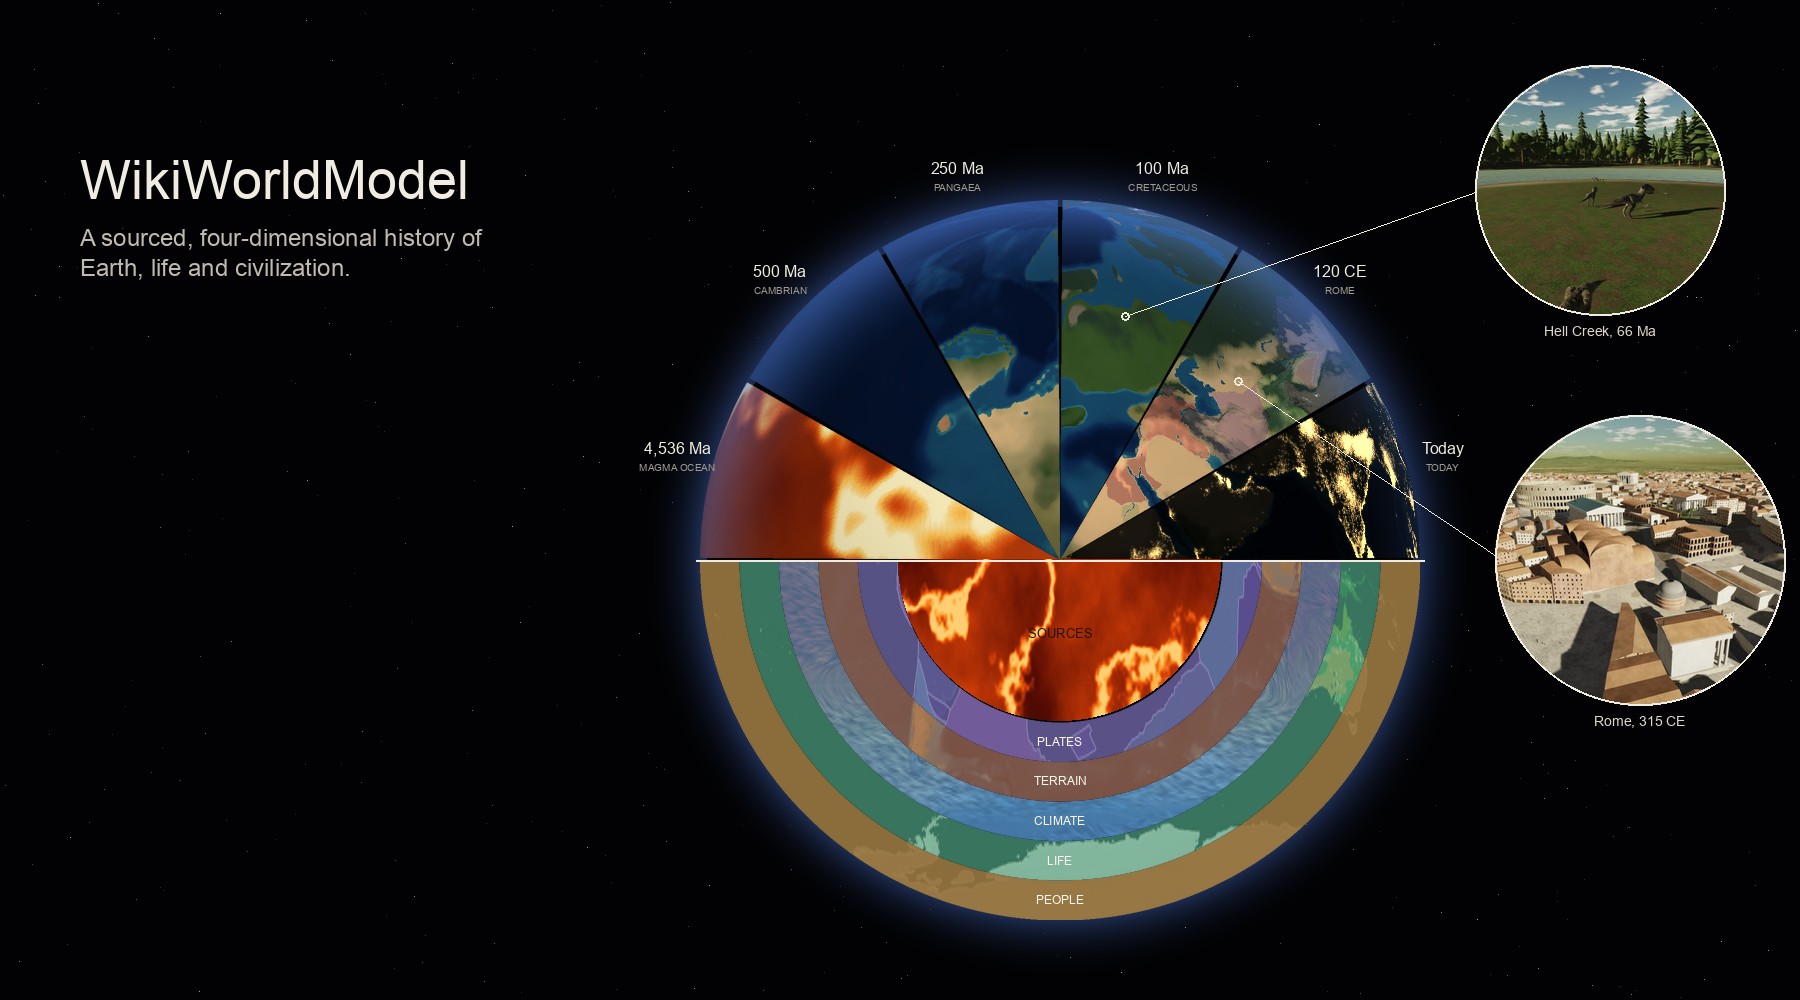 WikiWorldModel
A sourced, four-dimensional history of
Earth, life and civilization.
250 Ma
PANGAEA
100 Ma
CRETACEOUS
500 Ma
CAMBRIAN
120 CE
ROME
4,536 Ma
MAGMA OCEAN
Today
TODAY
Hell Creek, 66 Ma
Rome, 315 CE
SOURCES
PLATES
TERRAIN
CLIMATE
LIFE
PEOPLE